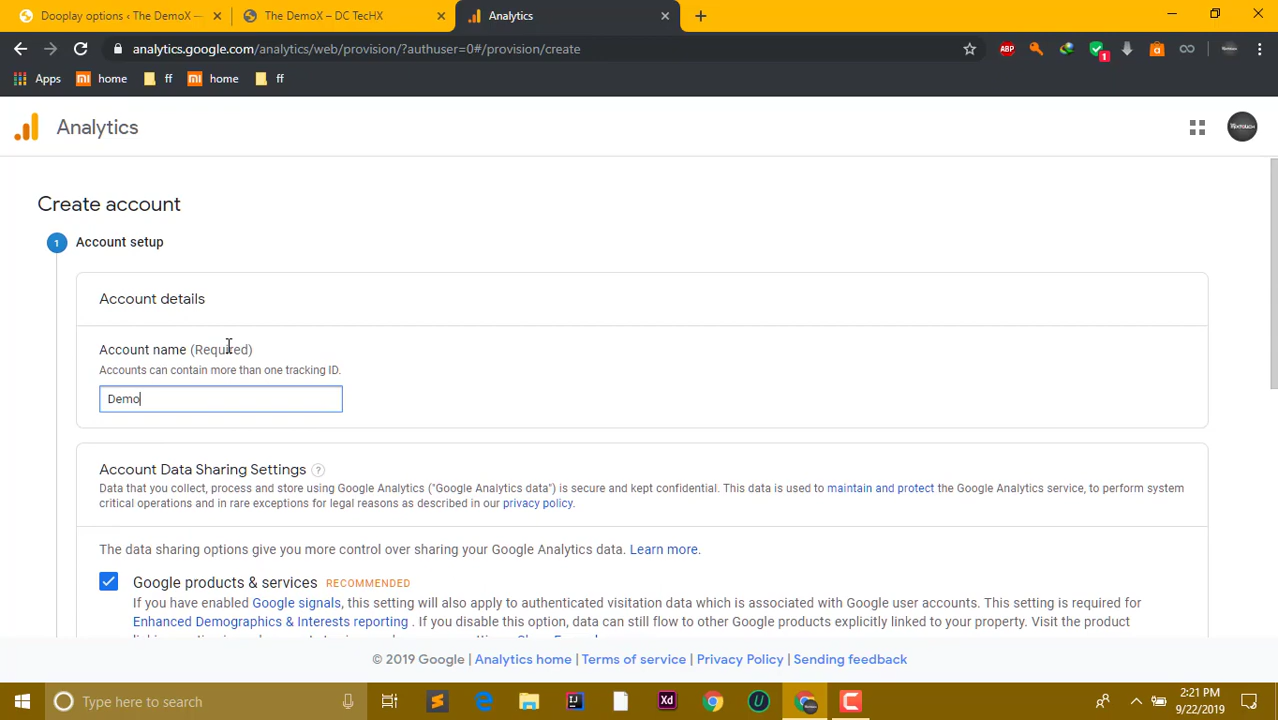 Dooplay options ‹ The DemoX —
The DemoX – DC TecHX
Analytics
analytics.google.com/analytics/web/provision/?authuser=0#/provision/create
ABP
1
Apps
home
ff
home
ff
Analytics
Create account
1 Account setup
Account details
Account name (Required)
Accounts can contain more than one tracking ID.
Demo
Account Data Sharing Settings ?
Data that you collect, process and store using Google Analytics ("Google Analytics data") is secure and kept confidential. This data is used to maintain and protect the Google Analytics service, to perform system
critical operations and in rare exceptions for legal reasons as described in our privacy policy.
The data sharing options give you more control over sharing your Google Analytics data. Learn more.
Google products & services RECOMMENDED
If you have enabled Google signals, this setting will also apply to authenticated visitation data which is associated with Google user accounts. This setting is required for
Enhanced Demographics & Interests reporting . If you disable this option, data can still flow to other Google products explicitly linked to your property. Visit the product
© 2019 Google | Analytics home | Terms of service | Privacy Policy | Sending feedback
Type here to search
Xd
U
2:21 PM
9/22/2019